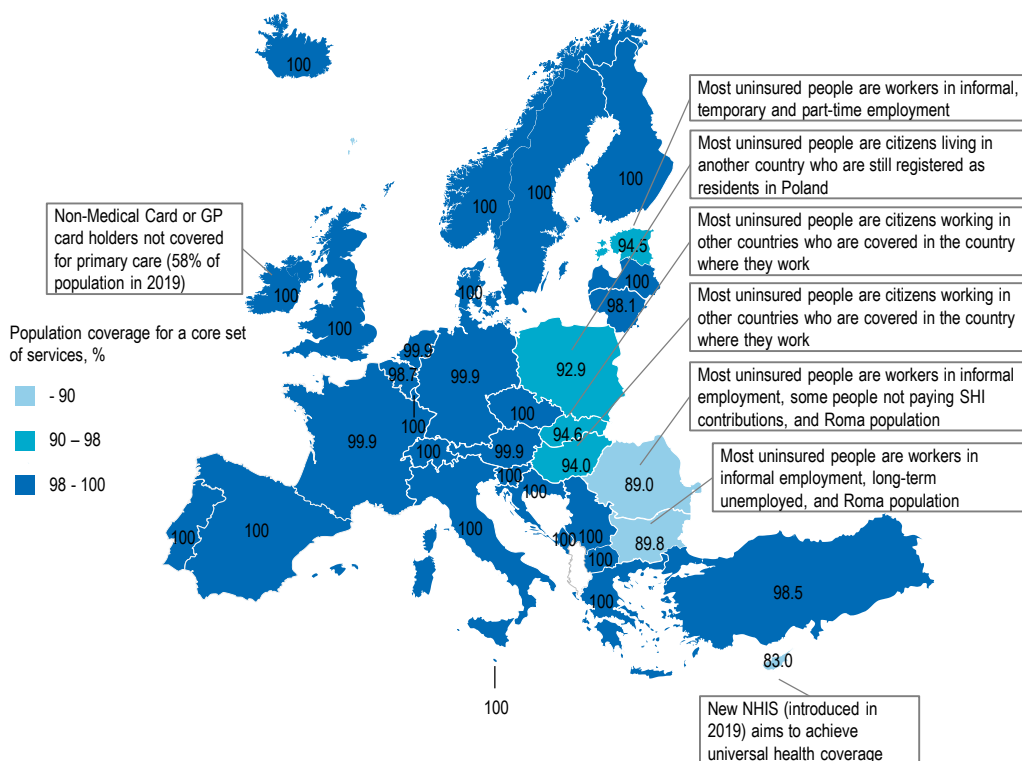 100
Most uninsured people are workers in informal,
temporary and part-time employment
Most uninsured people are citizens living in
another country who are still registered as
residents in Poland
100
100
100
Non-Medical Card or GP
card holders not covered
for primary care (58% of
population in 2019)
Most uninsured people are citizens working in
other countries who are covered in the country
where they work
94.5
100
98.1
100
100
100
Most uninsured people are citizens working in
other countries who are covered in the country
where they work
Population coverage for a core set
of services, %
- 90
90 – 98
98 - 100
99.9
98.7
99.9
92.9
Most uninsured people are workers in informal
employment, some people not paying SHI
contributions, and Roma population
100
100
94.6
99.9
100
99.9
94.0
100
100
89.0
Most uninsured people are workers in
informal employment, long-term
unemployed, and Roma population
100
100
100
100
100
89.8
100
100
98.5
83.0
100
New NHIS (introduced in
2019) aims to achieve
universal health coverage